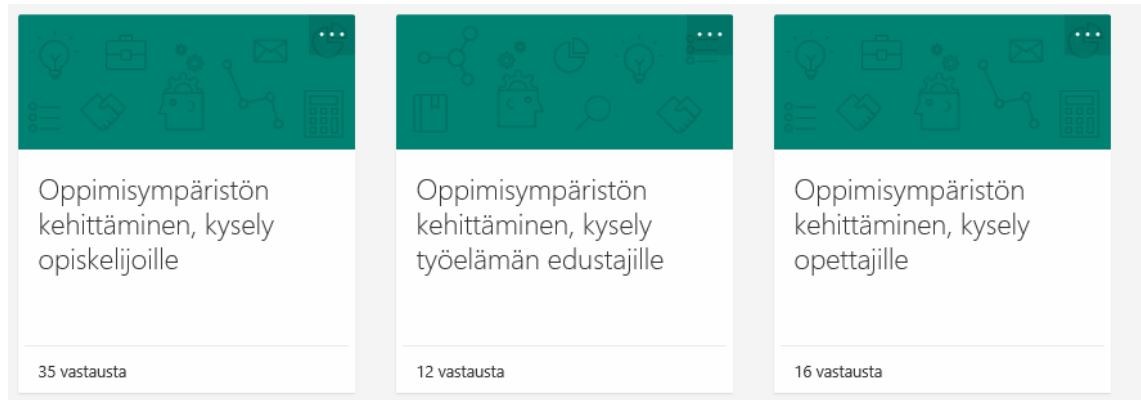 Oppimisympäristön
kehittäminen, kysely
opiskelijoille
35 vastausta
Oppimisympäristön
kehittäminen, kysely
työelämän edustajille
12 vastausta
Oppimisympäristön
kehittäminen, kysely
opettajille
16 vastausta